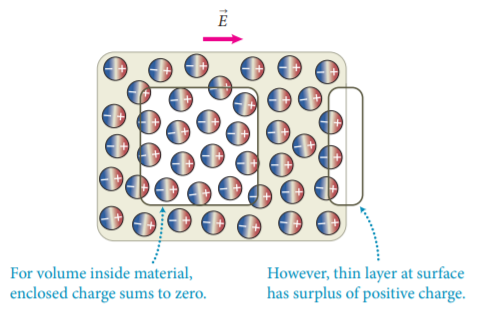 E⃗
For volume inside material,
enclosed charge sums to zero.
However, thin layer at surface
has surplus of positive charge.